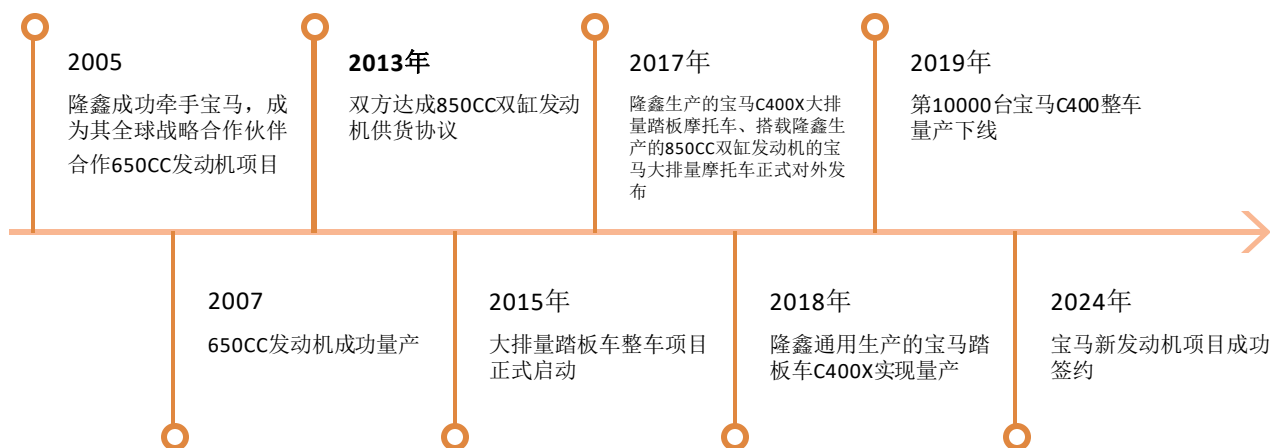 2005
隆鑫成功牵手宝马，成
为其全球战略合作伙伴
合作650CC发动机项目
2013年
双方达成850CC双缸发动
机供货协议
2017年
隆鑫生产的宝马C400X大排
量踏板摩托车、搭载隆鑫生
产的850CC双缸发动机的宝
马大排量摩托车正式对外发
布
2019年
第10000台宝马C400整车
量产下线
2007
650CC发动机成功量产
2015年
大排量踏板车整车项目
正式启动
2018年
隆鑫通用生产的宝马踏
板车C400X实现量产
2024年
宝马新发动机项目成功
签约